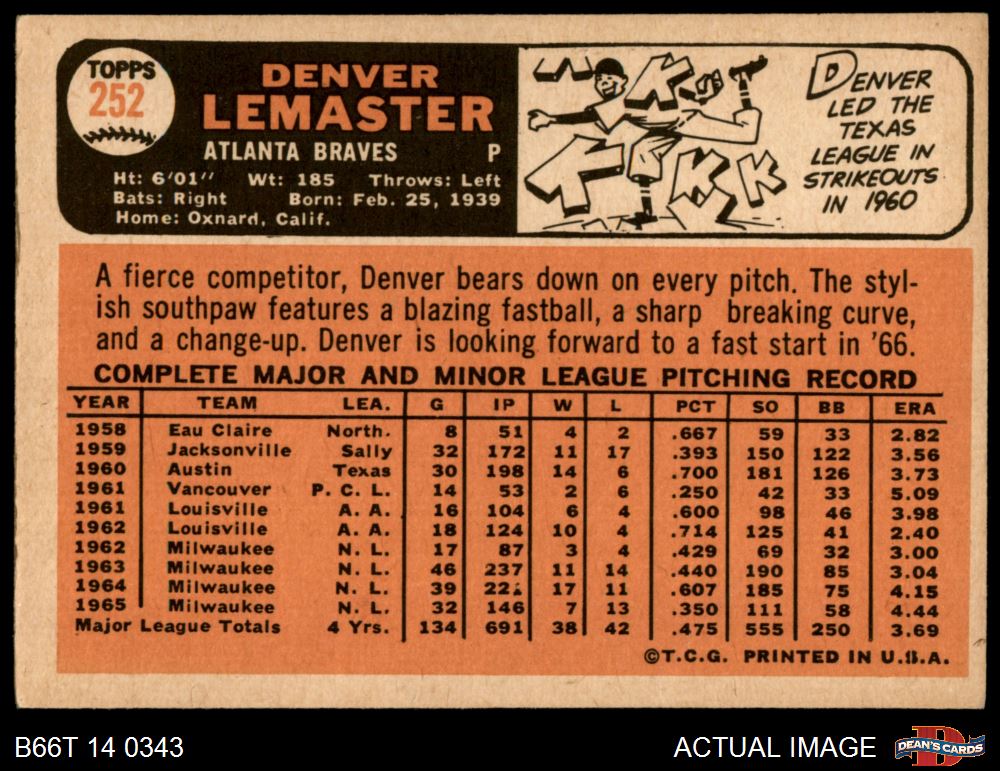 TOPPS
252
DENVER
LEMASTER
ATLANTA BRAVES P
Ht: 6'01" Wt: 185 Throws: Left
Bats: Right Born: Feb. 25, 1939
Home: Oxnard, Calif.
K
K K K
DENVER
LED THE
TEXAS
LEAGUE IN
STRIKEOUTS
IN 1960
A fierce competitor, Denver bears down on every pitch. The styl-
ish southpaw features a blazing fastball, a sharp breaking curve,
and a change-up. Denver is looking forward to a fast start in '66.
COMPLETE MAJOR AND MINOR LEAGUE PITCHING RECORD
YEAR TEAM LEA. G IP W L PCT SO BB ERA
1958 Eau Claire North. 8 51 4 2 .667 59 33 2.82
1959 Jacksonville Sally 32 172 11 17 .393 150 122 3.56
1960 Austin Texas 30 198 14 6 .700 181 126 3.73
1961 Vancouver P. C. L. 14 53 2 6 .250 42 33 5.09
1961 Louisville A. A. 16 104 6 4 .600 98 46 3.98
1962 Louisville A. A. 18 124 10 4 .714 125 41 2.40
1962 Milwaukee N. L. 17 87 3 4 .429 69 32 3.00
1963 Milwaukee N. L. 46 237 11 14 .440 190 85 3.04
1964 Milwaukee N. L. 39 17 11 .607 185 75 4.15
1965 Milwaukee N. L. 32 146 7 13 .350 111 58 4.44
Major League Totals 4 Yrs. 134 691 38 42 .475 555 250 3.69
©T.C.G. PRINTED IN U.S.A.
B66T 14 0343
ACTUAL IMAGE
D
DEAN'S CARDS